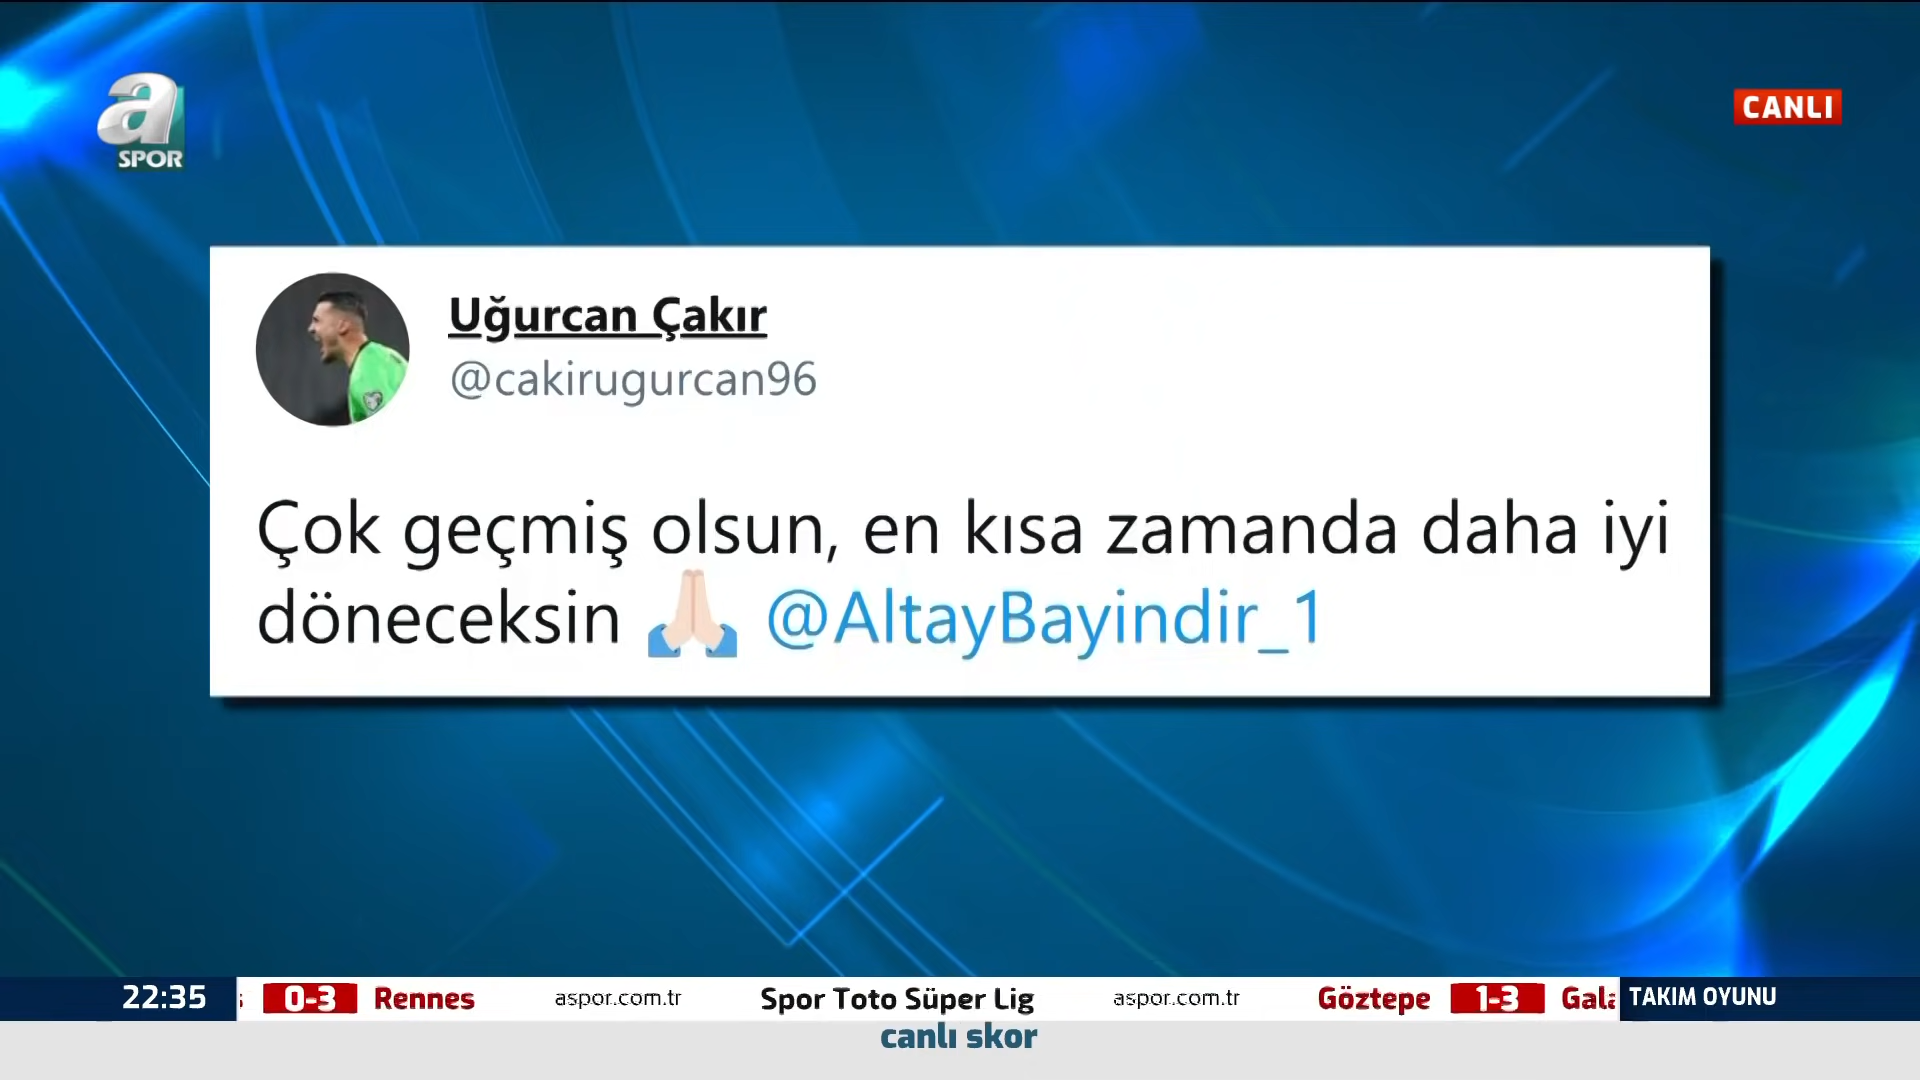 a
SPOR
CANLI
Uğurcan Çakır
@cakirugurcan96
Çok geçmiş olsun, en kısa zamanda daha iyi
döneceksin 🙏🏻 @AltayBayindir_1
22:35 0-3 Rennes aspor.com.tr Spor Toto Süper Lig aspor.com.tr Göztepe 1-3 TAKIM OYUNU
canlı skor